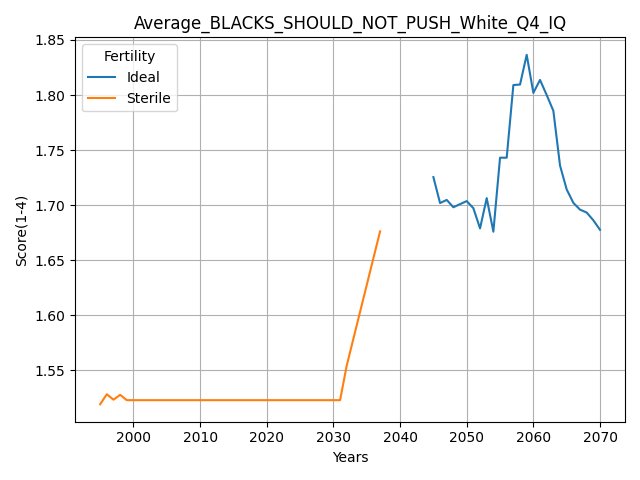 Average_BLACKS_SHOULD_NOT_PUSH_White_Q4_IQ
Fertility
Ideal
Sterile
Score(1-4)
1.85
1.80
1.75
1.70
1.65
1.60
1.55
2000 2010 2020 2030 2040 2050 2060 2070
Years